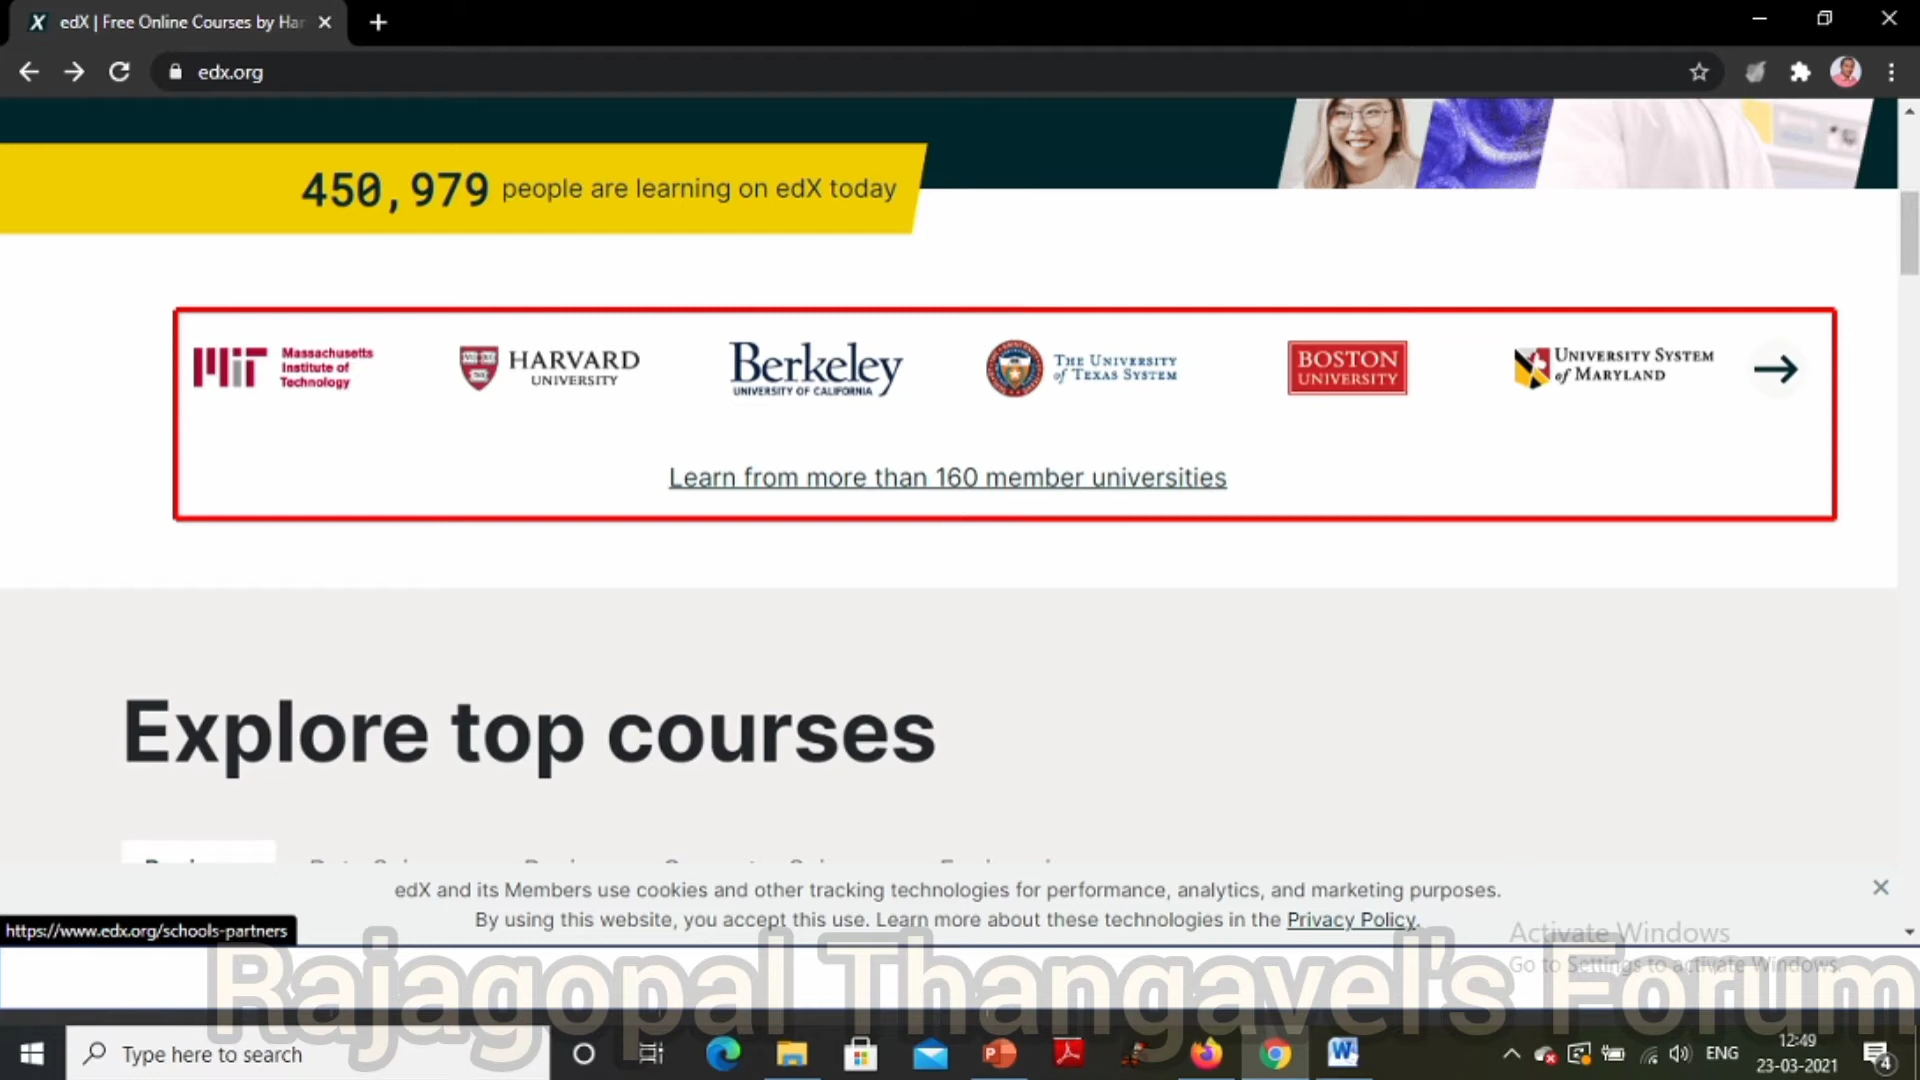 edX | Free Online Courses by Har
edx.org
450,979 people are learning on edX today
Massachusetts
Institute of
Technology
HARVARD
UNIVERSITY
Berkeley
UNIVERSITY OF CALIFORNIA
THE UNIVERSITY
of TEXAS SYSTEM
BOSTON
UNIVERSITY
UNIVERSITY SYSTEM
of MARYLAND
Learn from more than 160 member universities
Explore top courses
edX and its Members use cookies and other tracking technologies for performance, analytics, and marketing purposes.
By using this website, you accept this use. Learn more about these technologies in the Privacy Policy.
https://www.edx.org/schools-partners
Activate Windows
Go to Settings to activate Windows.
Rajagopal Thangavel's Forum
Type here to search
ENG
12:49
23-03-2021
4